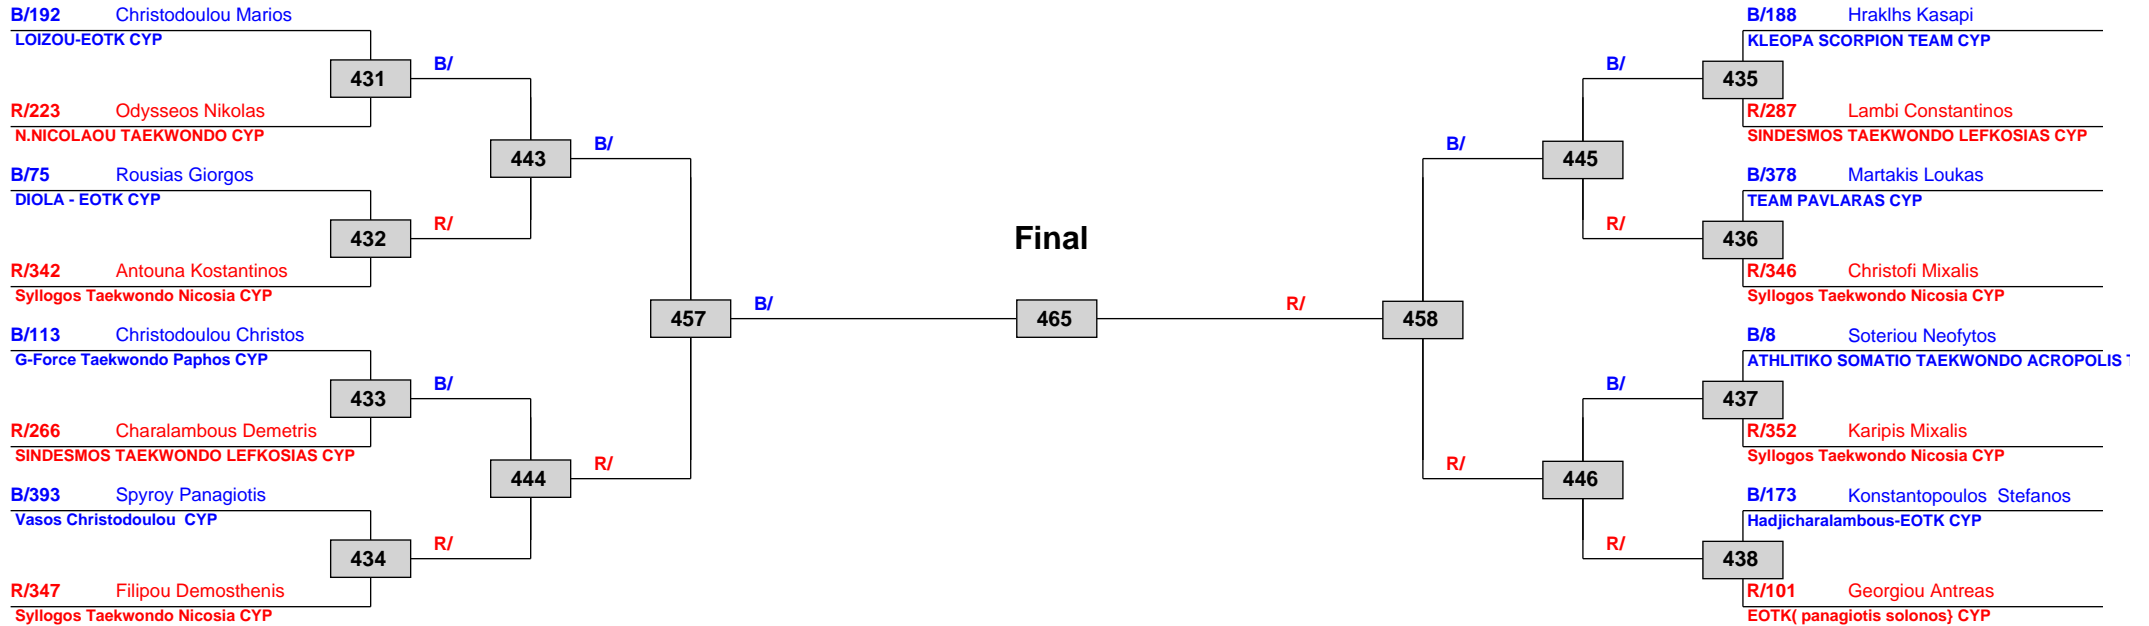 B/192 Christodoulou Marios
LOIZOU-EOTK CYP
431
B/
R/223 Odysseos Nikolas
N.NICOLAOU TAEKWONDO CYP
443
B/
B/75 Rousias Giorgos
DIOLA - EOTK CYP
432
R/
R/342 Antouna Kostantinos
Syllogos Taekwondo Nicosia CYP
457
B/
B/113 Christodoulou Christos
G-Force Taekwondo Paphos CYP
433
B/
R/266 Charalambous Demetris
SINDESMOS TAEKWONDO LEFKOSIAS CYP
444
R/
B/393 Spyroy Panagiotis
Vasos Christodoulou CYP
434
R/
R/347 Filipou Demosthenis
Syllogos Taekwondo Nicosia CYP
Final
465
B/188 Hraklhs Kasapi
KLEOPA SCORPION TEAM CYP
B/
435
R/287 Lambi Constantinos
SINDESMOS TAEKWONDO LEFKOSIAS CYP
B/
445
B/378 Martakis Loukas
TEAM PAVLARAS CYP
R/
436
R/346 Christofi Mixalis
Syllogos Taekwondo Nicosia CYP
R/
458
B/8 Soteriou Neofytos
ATHLITIKO SOMATIO TAEKWONDO ACROPOLIS
B/
437
R/352 Karipis Mixalis
Syllogos Taekwondo Nicosia CYP
R/
446
B/173 Konstantopoulos Stefanos
Hadjicharalambous-EOTK CYP
R/
438
R/101 Georgiou Antreas
EOTK( panagiotis solonos} CYP